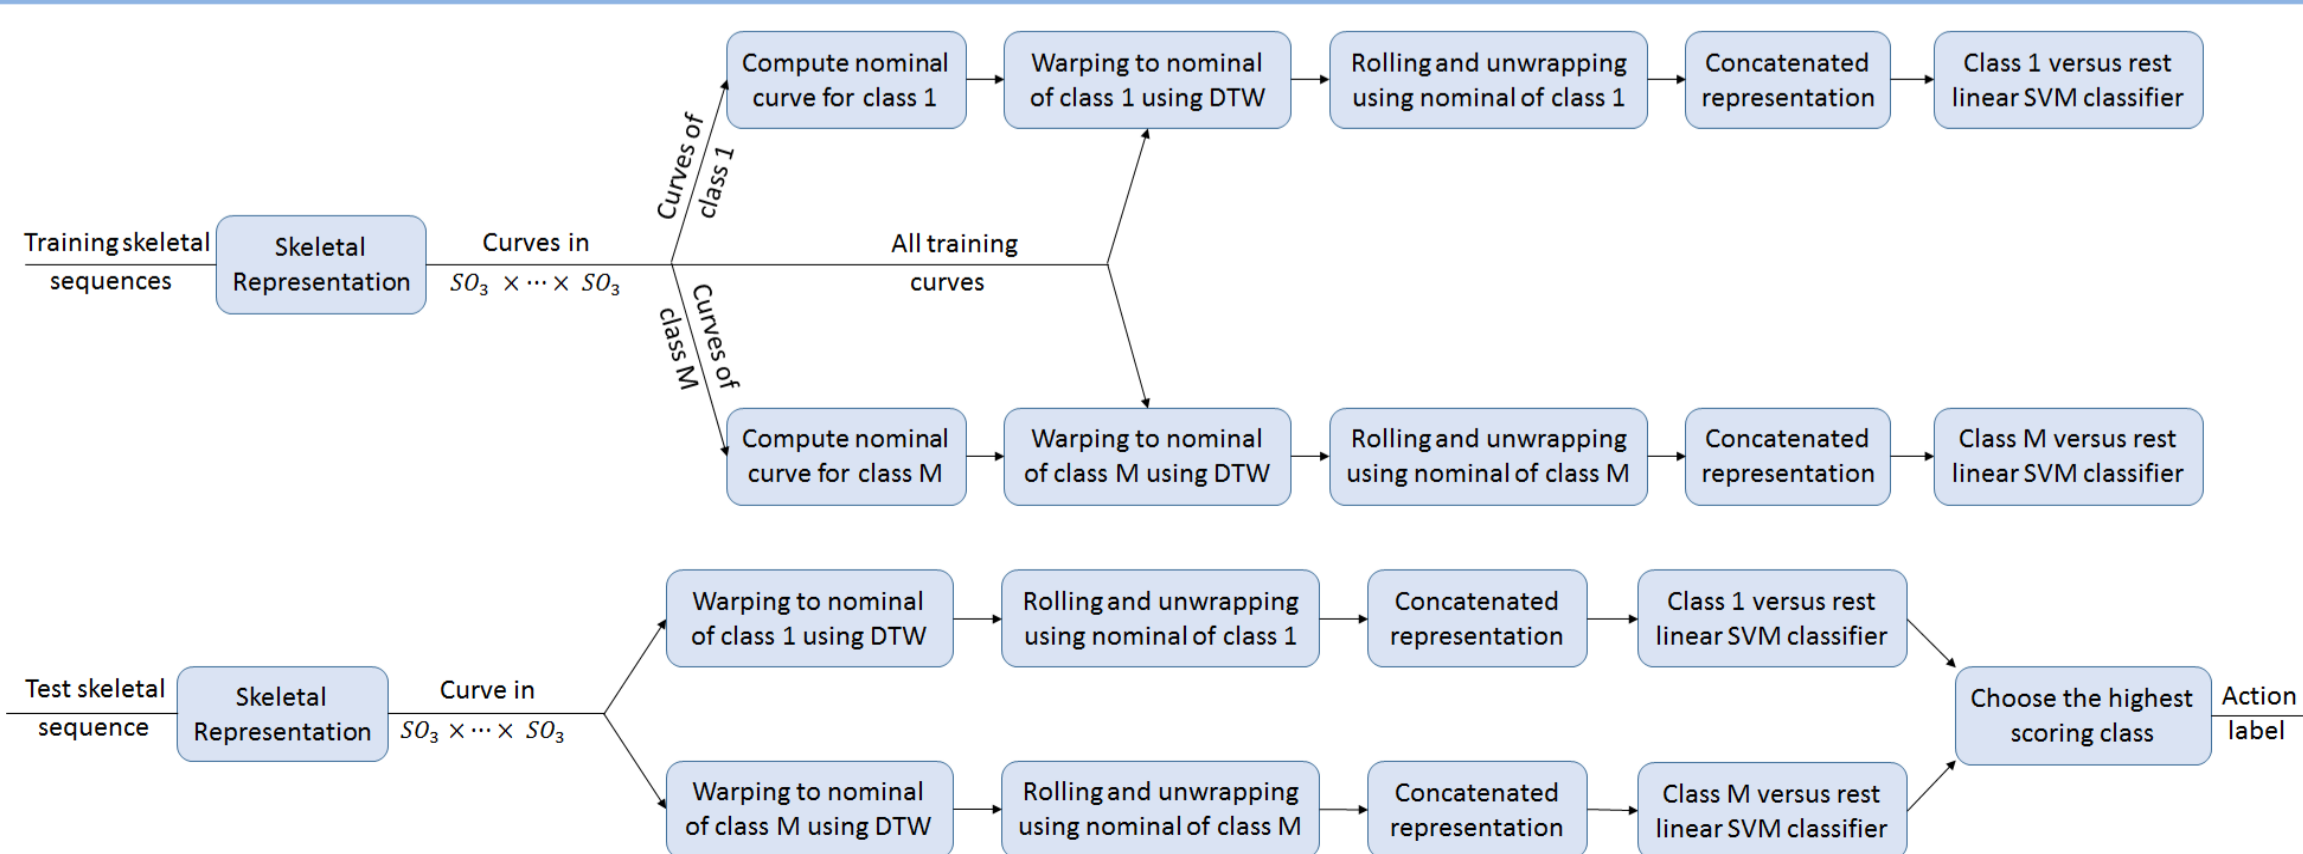 Compute nominal
curve for class 1
Warping to nominal
of class 1 using DTW
Rolling and unwrapping
using nominal of class 1
Concatenated
representation
Class 1 versus rest
linear SVM classifier
Curves of
class 1
Training skeletal
sequences
Skeletal
Representation
Curves in
𝑆𝑂₃ × ⋯ × 𝑆𝑂₃
All training
curves
Curves of
class M
Compute nominal
curve for class M
Warping to nominal
of class M using DTW
Rolling and unwrapping
using nominal of class M
Concatenated
representation
Class M versus rest
linear SVM classifier
Warping to nominal
of class 1 using DTW
Rolling and unwrapping
using nominal of class 1
Concatenated
representation
Class 1 versus rest
linear SVM classifier
Test skeletal
sequence
Skeletal
Representation
Curve in
𝑆𝑂₃ × ⋯ × 𝑆𝑂₃
Choose the highest
scoring class
Action
label
Warping to nominal
of class M using DTW
Rolling and unwrapping
using nominal of class M
Concatenated
representation
Class M versus rest
linear SVM classifier